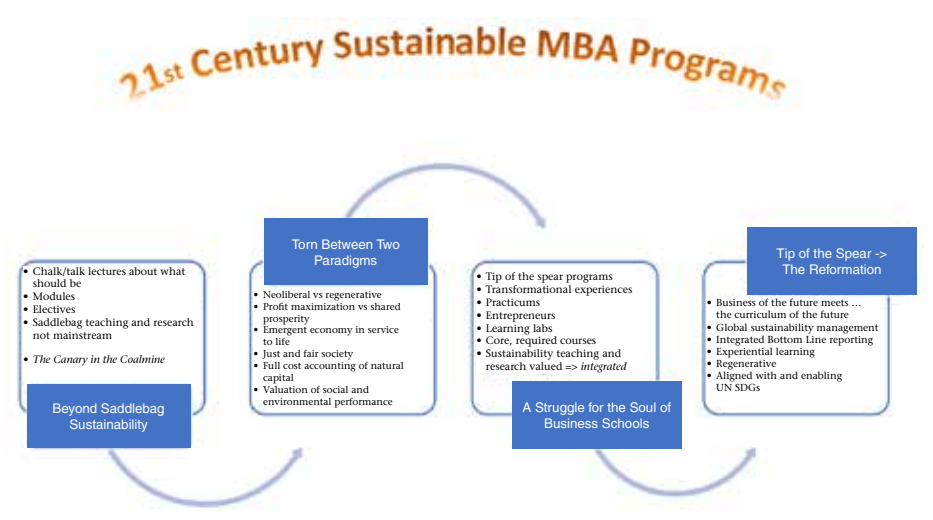 21st Century Sustainable MBA Programs
• Chalk/talk lectures about what
should be
• Modules
• Electives
• Saddlebag teaching and research
not mainstream
• The Canary in the Coalmine
Beyond Saddlebag
Sustainability
Torn Between Two
Paradigms
• Neoliberal vs regenerative
• Profit maximization vs shared
prosperity
• Emergent economy in service
to life
• Just and fair society
• Full cost accounting of natural
capital
• Valuation of social and
environmental performance
• Tip of the spear programs
• Transformational experiences
• Practicums
• Entrepreneurs
• Learning labs
• Core, required courses
• Sustainability teaching and
research valued => integrated
A Struggle for the Soul of
Business Schools
Tip of the Spear ->
The Reformation
• Business of the future meets …
the curriculum of the future
• Global sustainability management
• Integrated Bottom Line reporting
• Experiential learning
• Regenerative
• Aligned with and enabling
UN SDGs